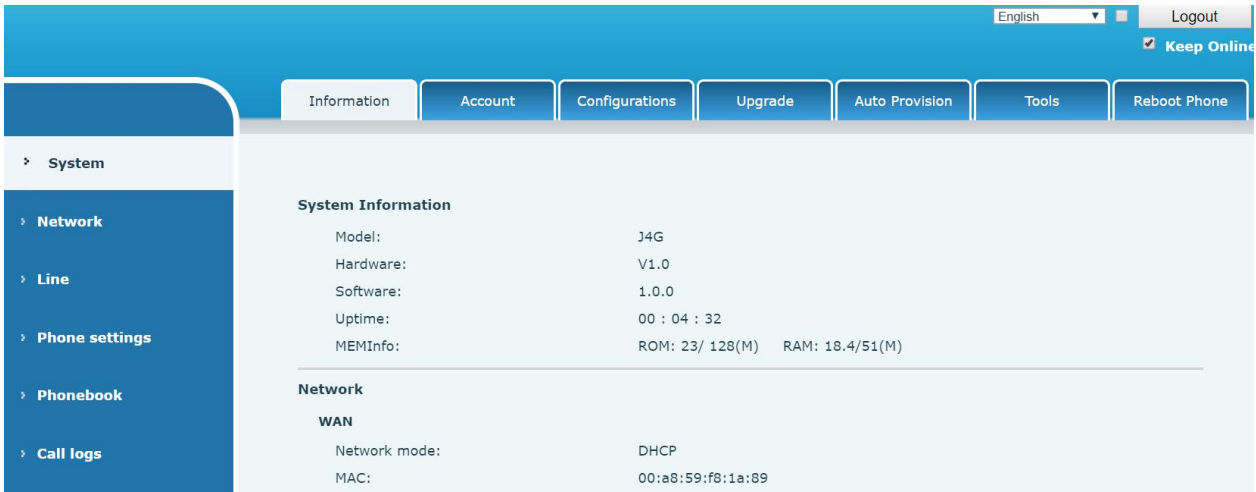 English
Logout
Keep Online
Information Account Configurations Upgrade Auto Provision Tools Reboot Phone
System
Network
Line
Phone settings
Phonebook
Call logs
System Information
Model: J4G
Hardware: V1.0
Software: 1.0.0
Uptime: 00 : 04 : 32
MEMInfo: ROM: 23/ 128(M) RAM: 18.4/51(M)
Network
WAN
Network mode: DHCP
MAC: 00:a8:59:f8:1a:89